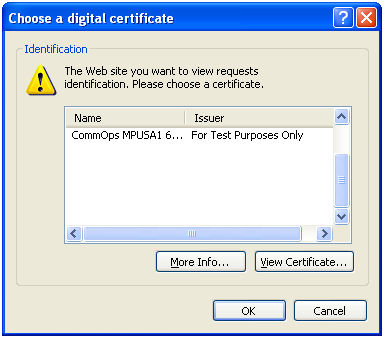 Choose a digital certificate
Identification
The Web site you want to view requests
identification. Please choose a certificate.
Name Issuer
CommOps MPUSA1 6... For Test Purposes Only
More Info... View Certificate...
OK Cancel